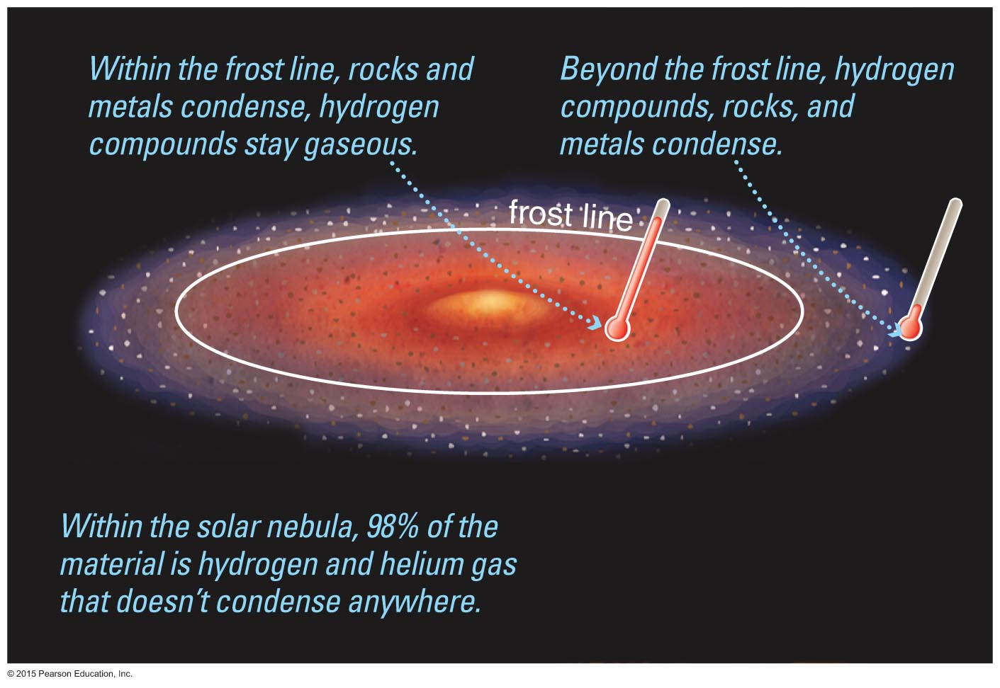 Within the frost line, rocks and
metals condense, hydrogen
compounds stay gaseous.
Beyond the frost line, hydrogen
compounds, rocks, and
metals condense.
frost line
Within the solar nebula, 98% of the
material is hydrogen and helium gas
that doesn’t condense anywhere.
© 2015 Pearson Education, Inc.